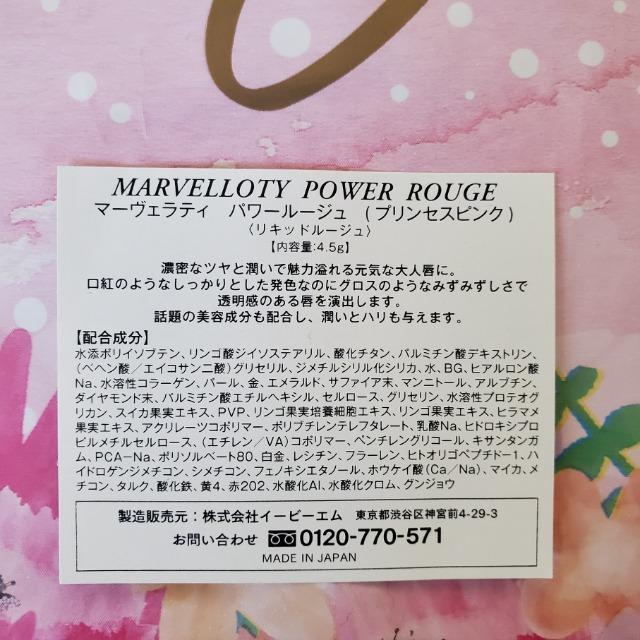 MARVELLOTY POWER ROUGE
マーヴェラティ パワールージュ (プリンセスピンク)
〈リキッドルージュ〉
【内容量:4.5g】
濃密なツヤと潤いで魅力溢れる元気な大人唇に。
口紅のようなしっかりとした発色なのにグロスのようなみずみずしさで
透明感のある唇を演出します。
話題の美容成分も配合し、潤いとハリも与えます。
【配合成分】
水添ポリイソブテン、リンゴ酸ジイソステアリル、酸化チタン、パルミチン酸デキストリン、
(ベヘン酸/エイコサン二酸)グリセリル、ジメチルシリル化シリカ、水、BG、ヒアルロン酸
Na、水溶性コラーゲン、パール、金、エメラルド、サファイア末、マンニトール、アルブチン、
ダイヤモンド末、パルミチン酸エチルヘキシル、セルロース、グリセリン、水溶性プロテオグ
リカン、スイカ果実エキス、PVP、リンゴ果実培養細胞エキス、リンゴ果実エキス、ヒラマメ
果実エキス、アクリレーツコポリマー、ポリブチレンテレフタレート、乳酸Na、ヒドロキシプロ
ピルメチルセルロース、(エチレン/VA)コポリマー、ペンチレングリコール、キサンタンガ
ム、PCA-Na、ポリソルベート80、白金、レシチン、フラーレン、ヒトオリゴペプチド-1、ハ
イドロゲンジメチコン、シメチコン、フェノキシエタノール、ホウケイ酸(Ca/Na)、マイカ、メ
チコン、タルク、酸化鉄、黄4、赤202、水酸化Al、水酸化クロム、グンジョウ
製造販売元:株式会社イービーエム 東京都渋谷区神宮前4-29-3
お問い合わせ 0120-770-571
MADE IN JAPAN